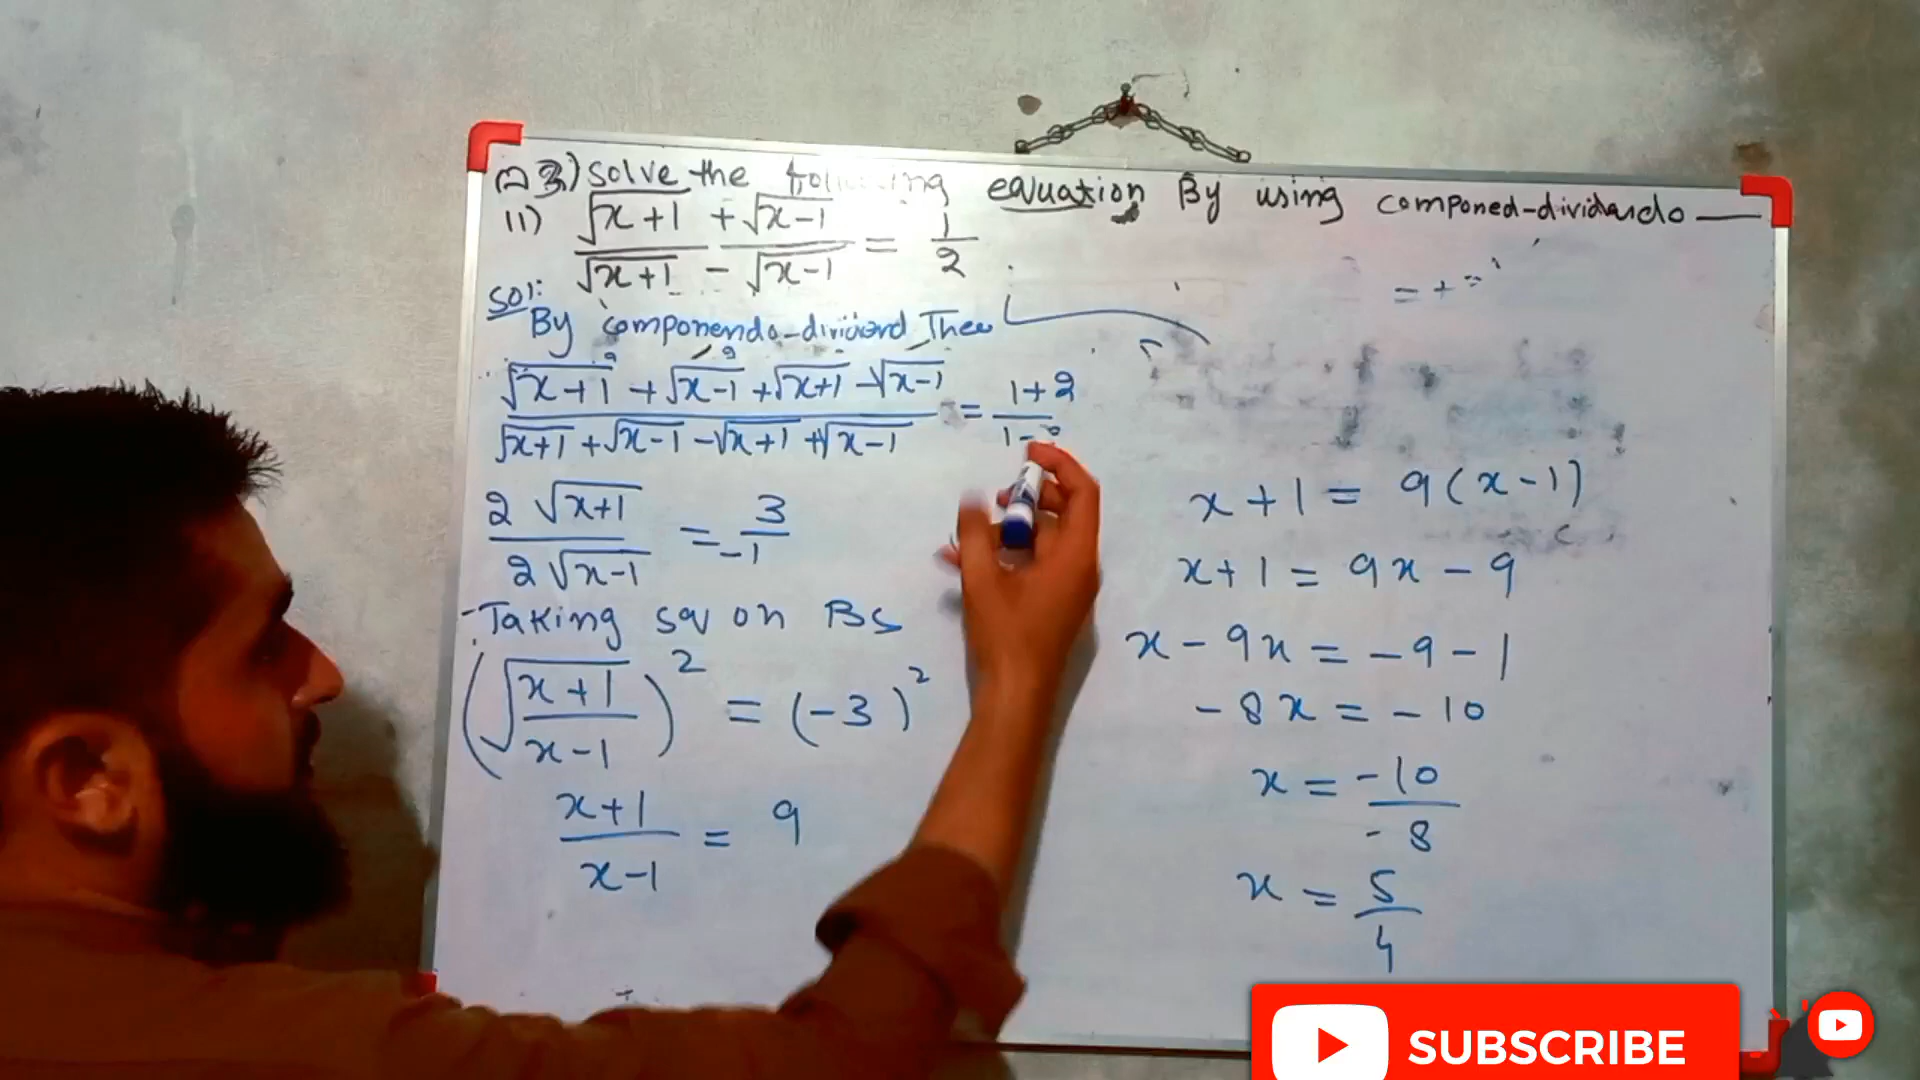 Q3) Solve the following equation By using componed-dividendo
11) √x+1 + √x-1 / √x+1 - √x-1 = 1/2
Sol:
By componendo-dividend Theo
√x+1 + √x-1 + √x+1 - √x-1 / √x+1 + √x-1 - √x+1 + √x-1 = 1+2 / 1-2
2 √x+1 / 2 √x-1 = 3 / -1
Taking sq on BS
(√x+1 / x-1)² = (-3)²
x+1 / x-1 = 9
x+1 = 9(x-1)
x+1 = 9x-9
x-9x = -9-1
-8x = -10
x = -10 / -8
x = 5/4
SUBSCRIBE